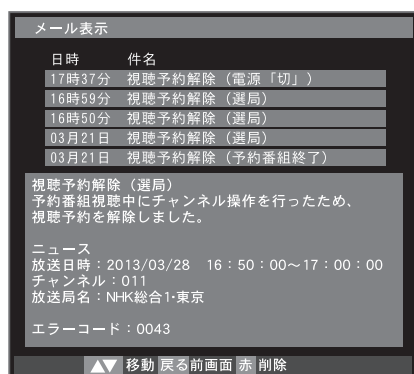 メール表示
日時 件名
17時37分 視聴予約解除(電源「切」)
16時59分 視聴予約解除(選局)
16時50分 視聴予約解除(選局)
03月21日 視聴予約解除(選局)
03月21日 視聴予約解除(予約番組終了)
視聴予約解除(選局)
予約番組視聴中にチャンネル操作を行ったため、
視聴予約を解除しました。
ニュース
放送日時:2013/03/28 16:50:00~17:00:00
チャンネル:011
放送局名:NHK総合1・東京
エラーコード:0043
▲▼ 移動 戻る 前画面 赤 削除